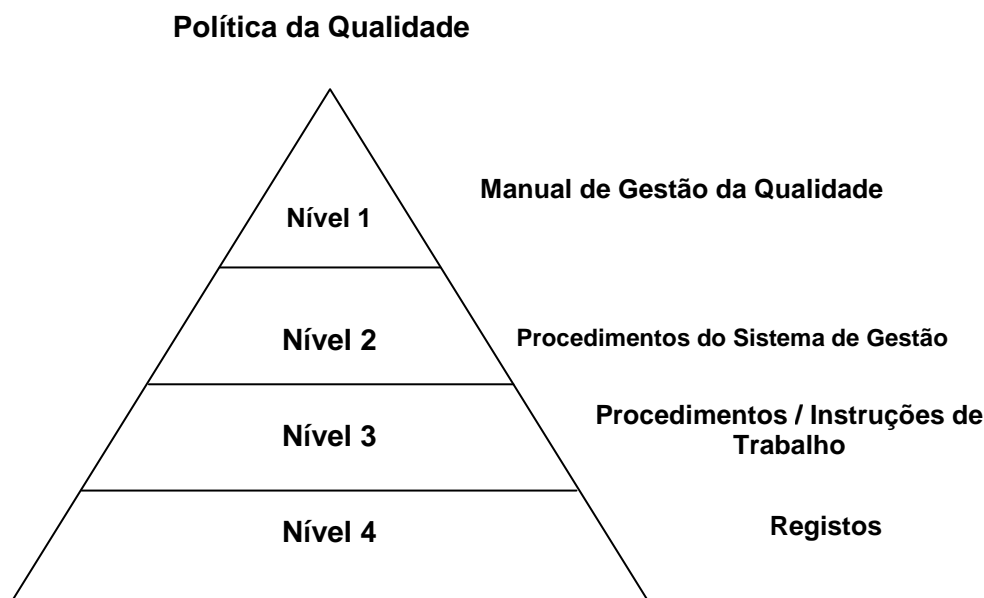 Política da Qualidade
Manual de Gestão da Qualidade
Nível 1
Nível 2
Procedimentos do Sistema de Gestão
Nível 3
Procedimentos / Instruções de
Trabalho
Nível 4
Registos